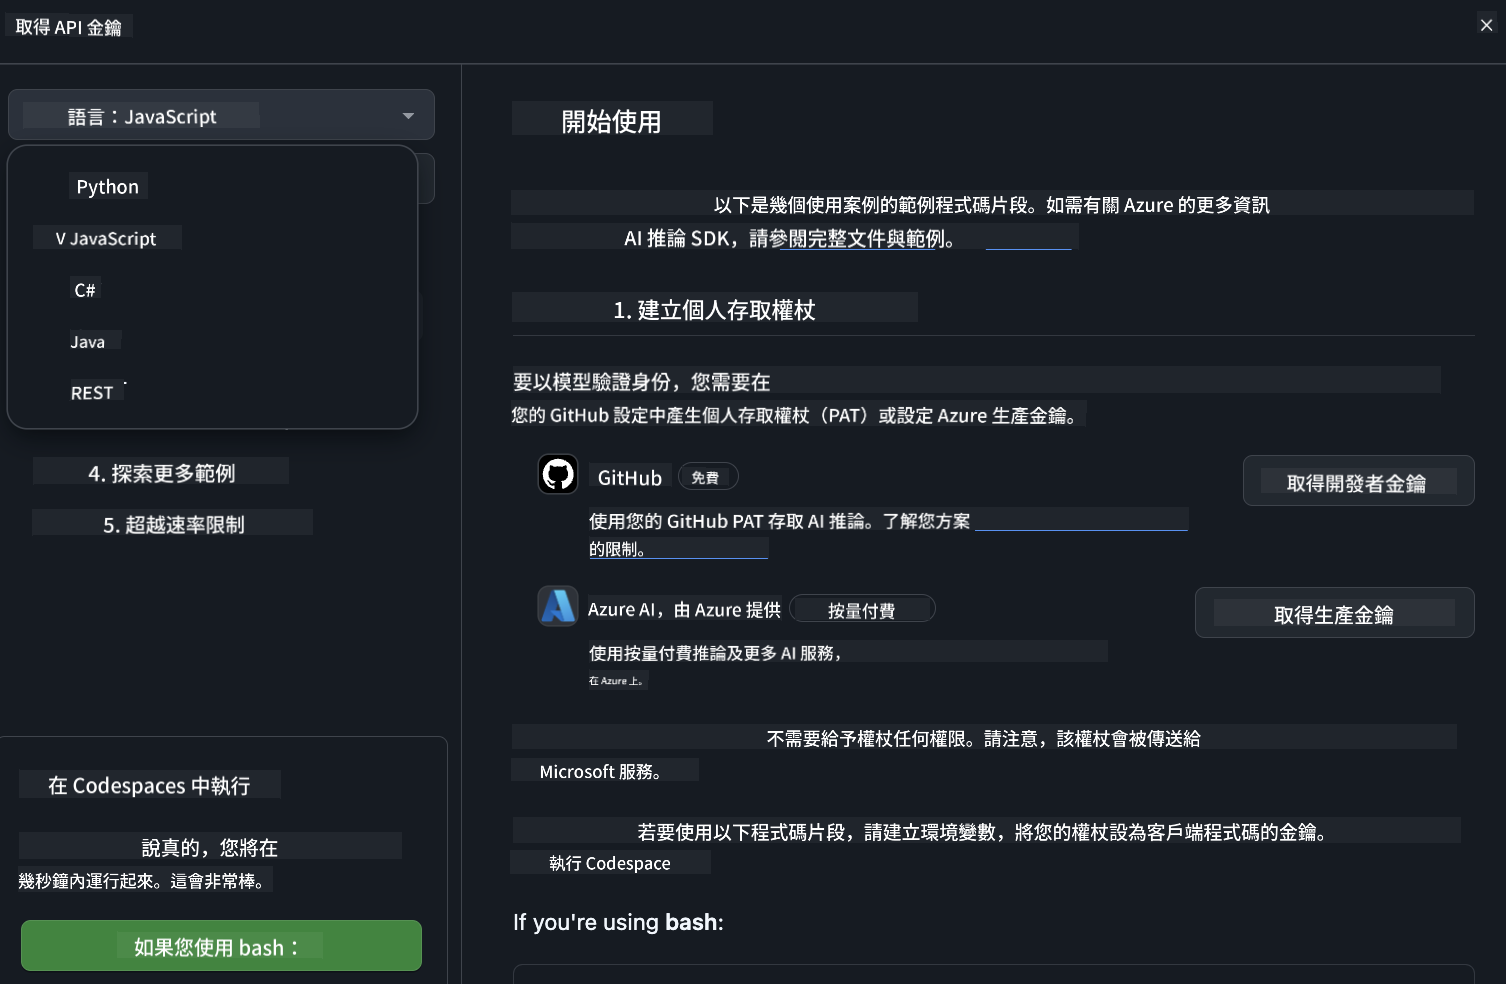 取得 API 金鑰
語言：JavaScript
Python
V JavaScript
C#
Java
REST
4. 探索更多範例
5. 超越速率限制
在 Codespaces 中執行
說真的，您將在
幾秒鐘內運行起來。這會非常棒。
如果您使用 bash：
開始使用
以下是幾個使用案例的範例程式碼片段。如需有關 Azure 的更多資訊
AI 推論 SDK，請參閱完整文件與範例。
1. 建立個人存取權杖
要以模型驗證身份，您需要在
您的 GitHub 設定中產生個人存取權杖（PAT）或設定 Azure 生產金鑰。
GitHub 免費
取得開發者金鑰
使用您的 GitHub PAT 存取 AI 推論。了解您方案
的限制。
Azure AI，由 Azure 提供 按量付費
取得生產金鑰
使用按量付費推論及更多 AI 服務，
在 Azure 上。
不需要給予權杖任何權限。請注意，該權杖會被傳送給
Microsoft 服務。
若要使用以下程式碼片段，請建立環境變數，將您的權杖設為客戶端程式碼的金鑰。
執行 Codespace
If you're using bash: